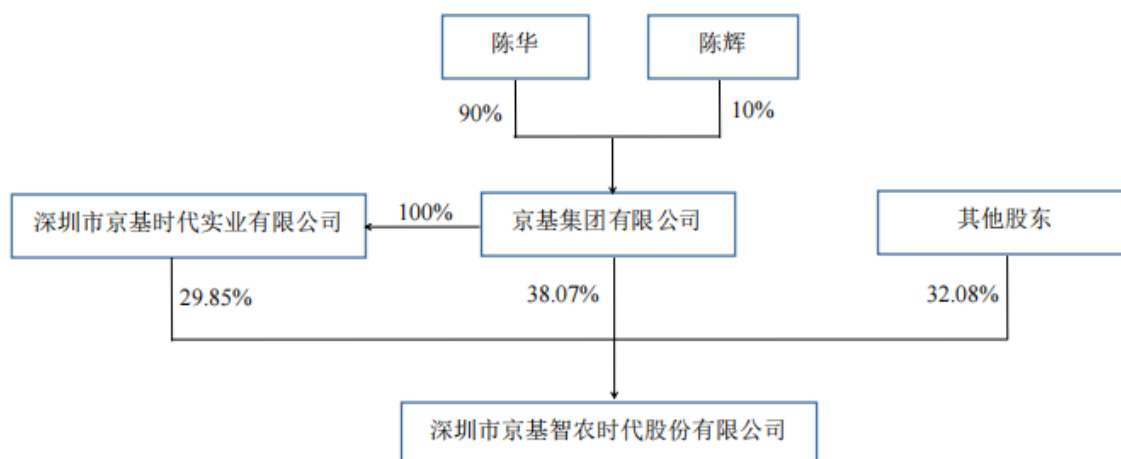 陈华
陈辉
90%
10%
深圳市京基时代实业有限公司
100%
京基集团有限公司
其他股东
29.85%
38.07%
32.08%
深圳市京基智农时代股份有限公司